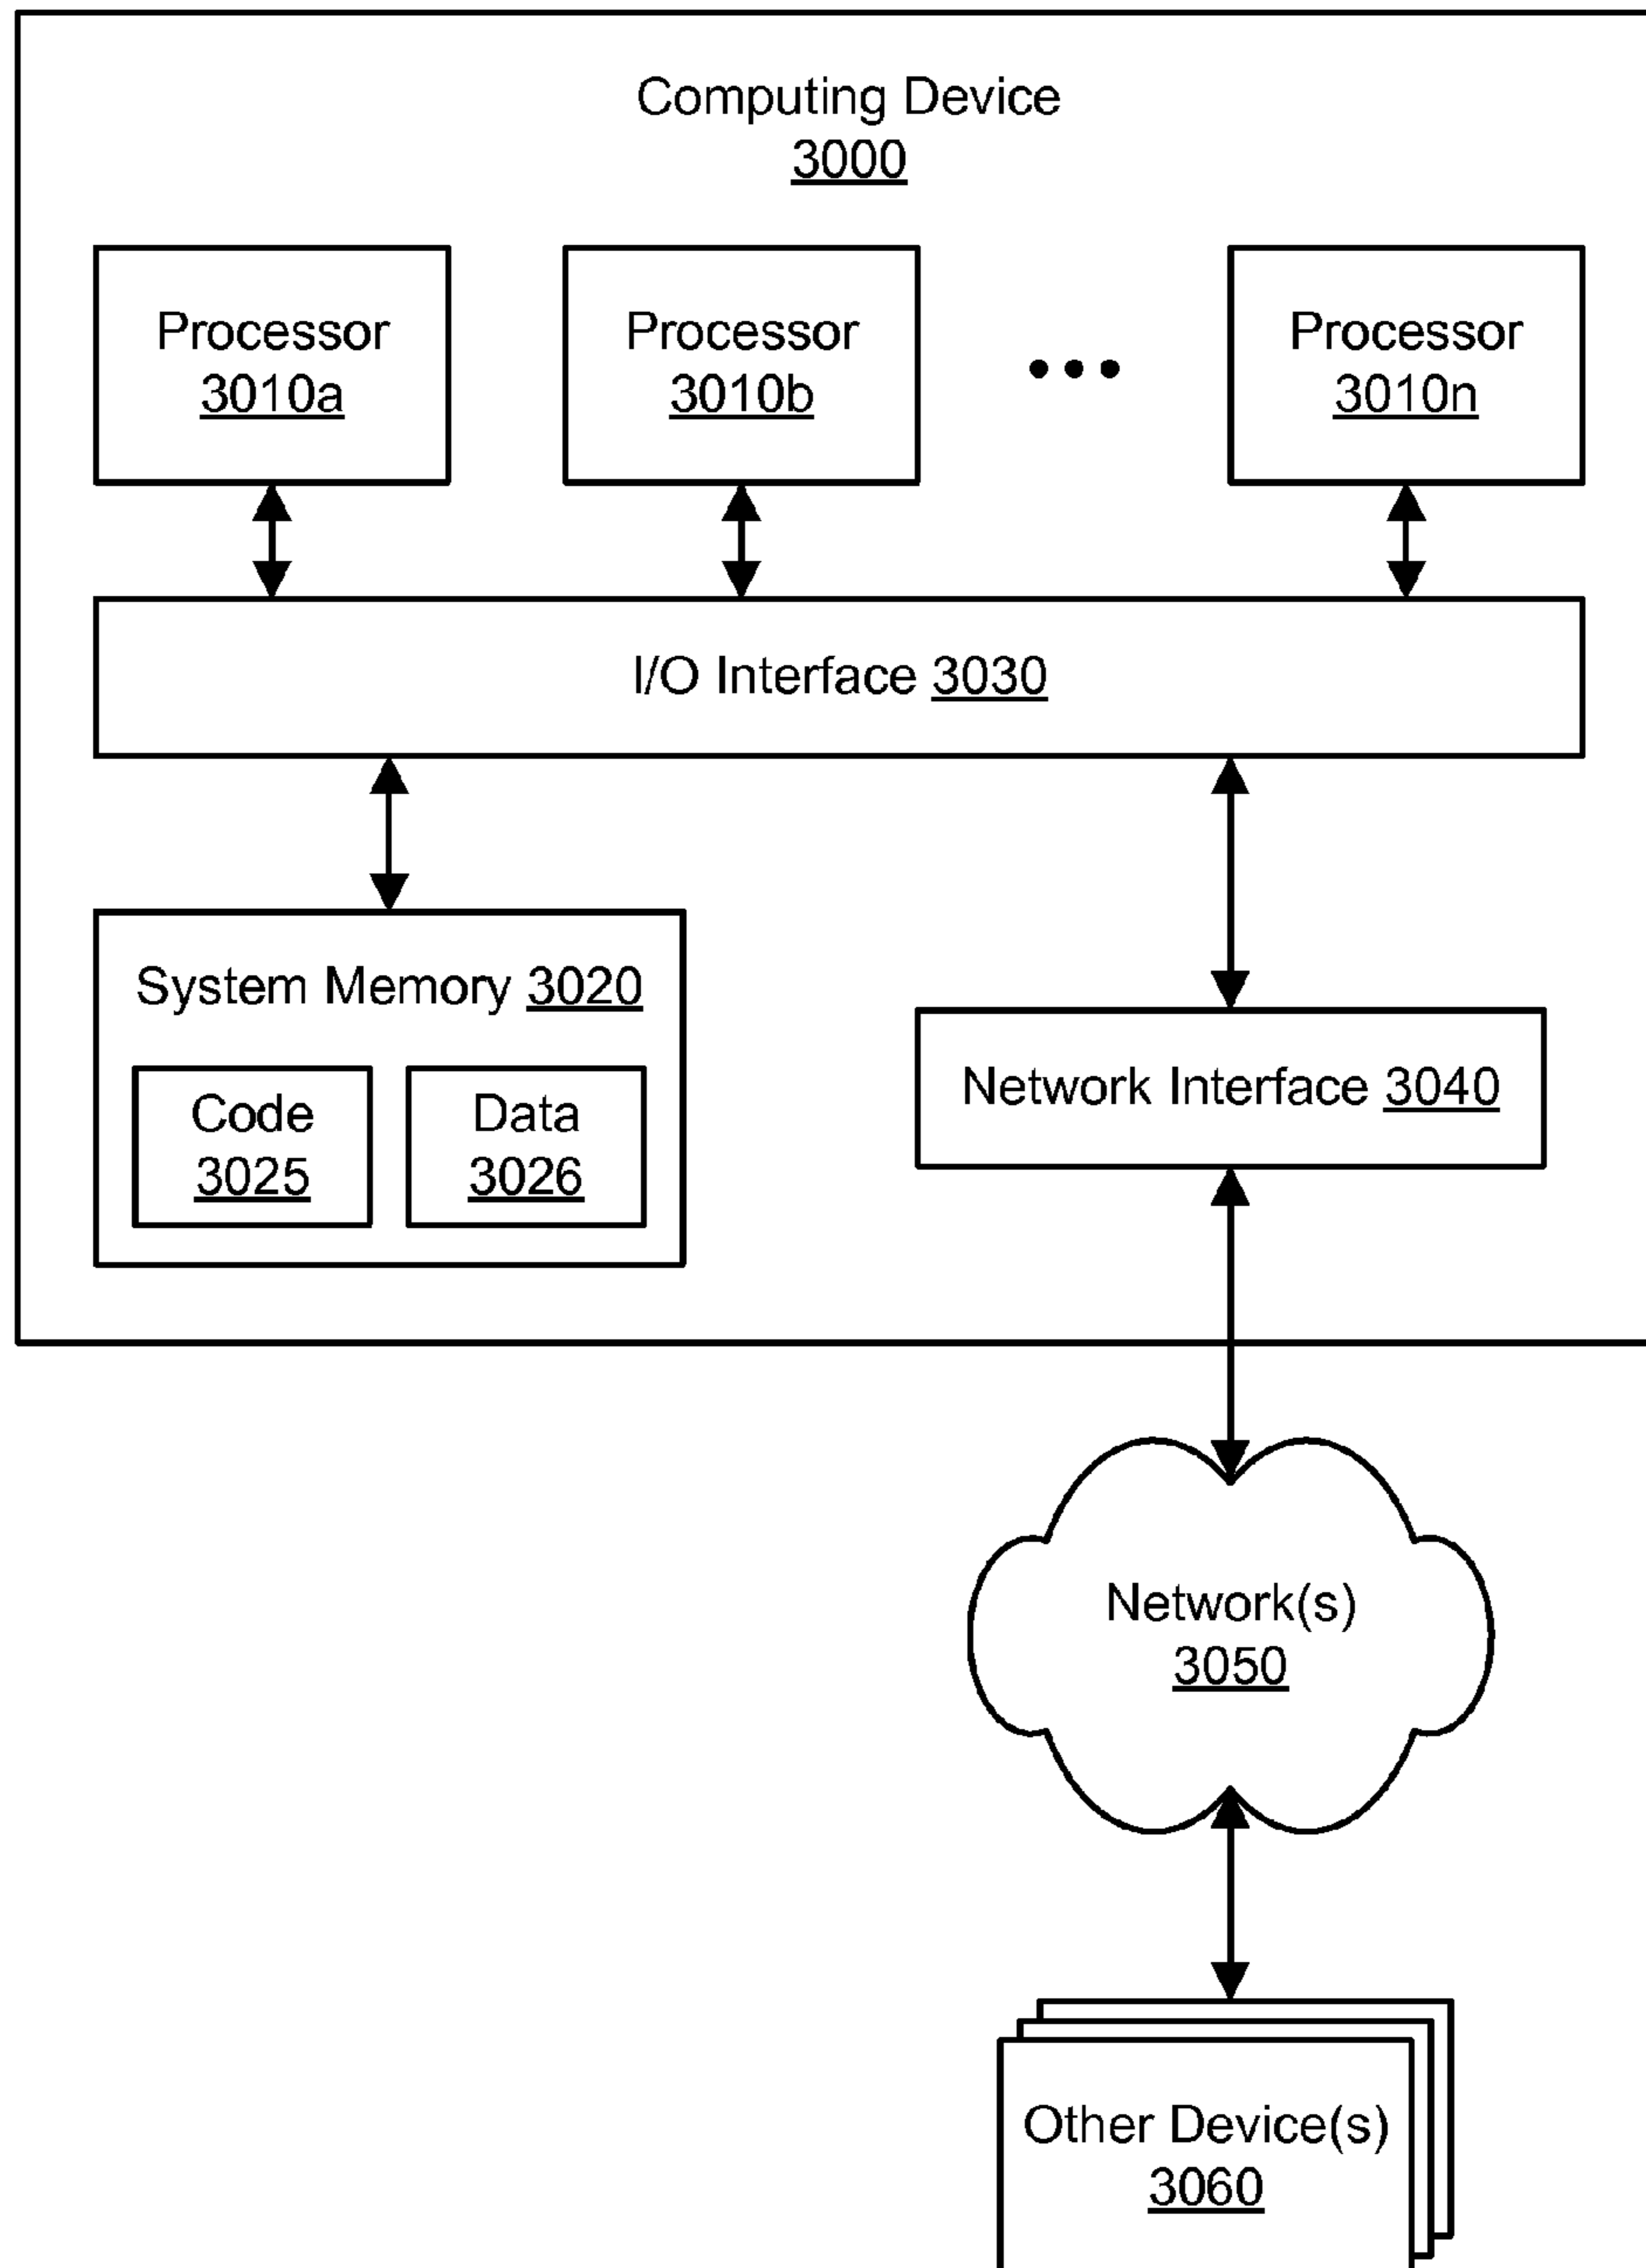 Computing Device
3000
Processor
3010a
Processor
3010b
Processor
3010n
I/O Interface 3030
System Memory 3020
Code
3025
Data
3026
Network Interface 3040
Network(s)
3050
Other Device(s)
3060